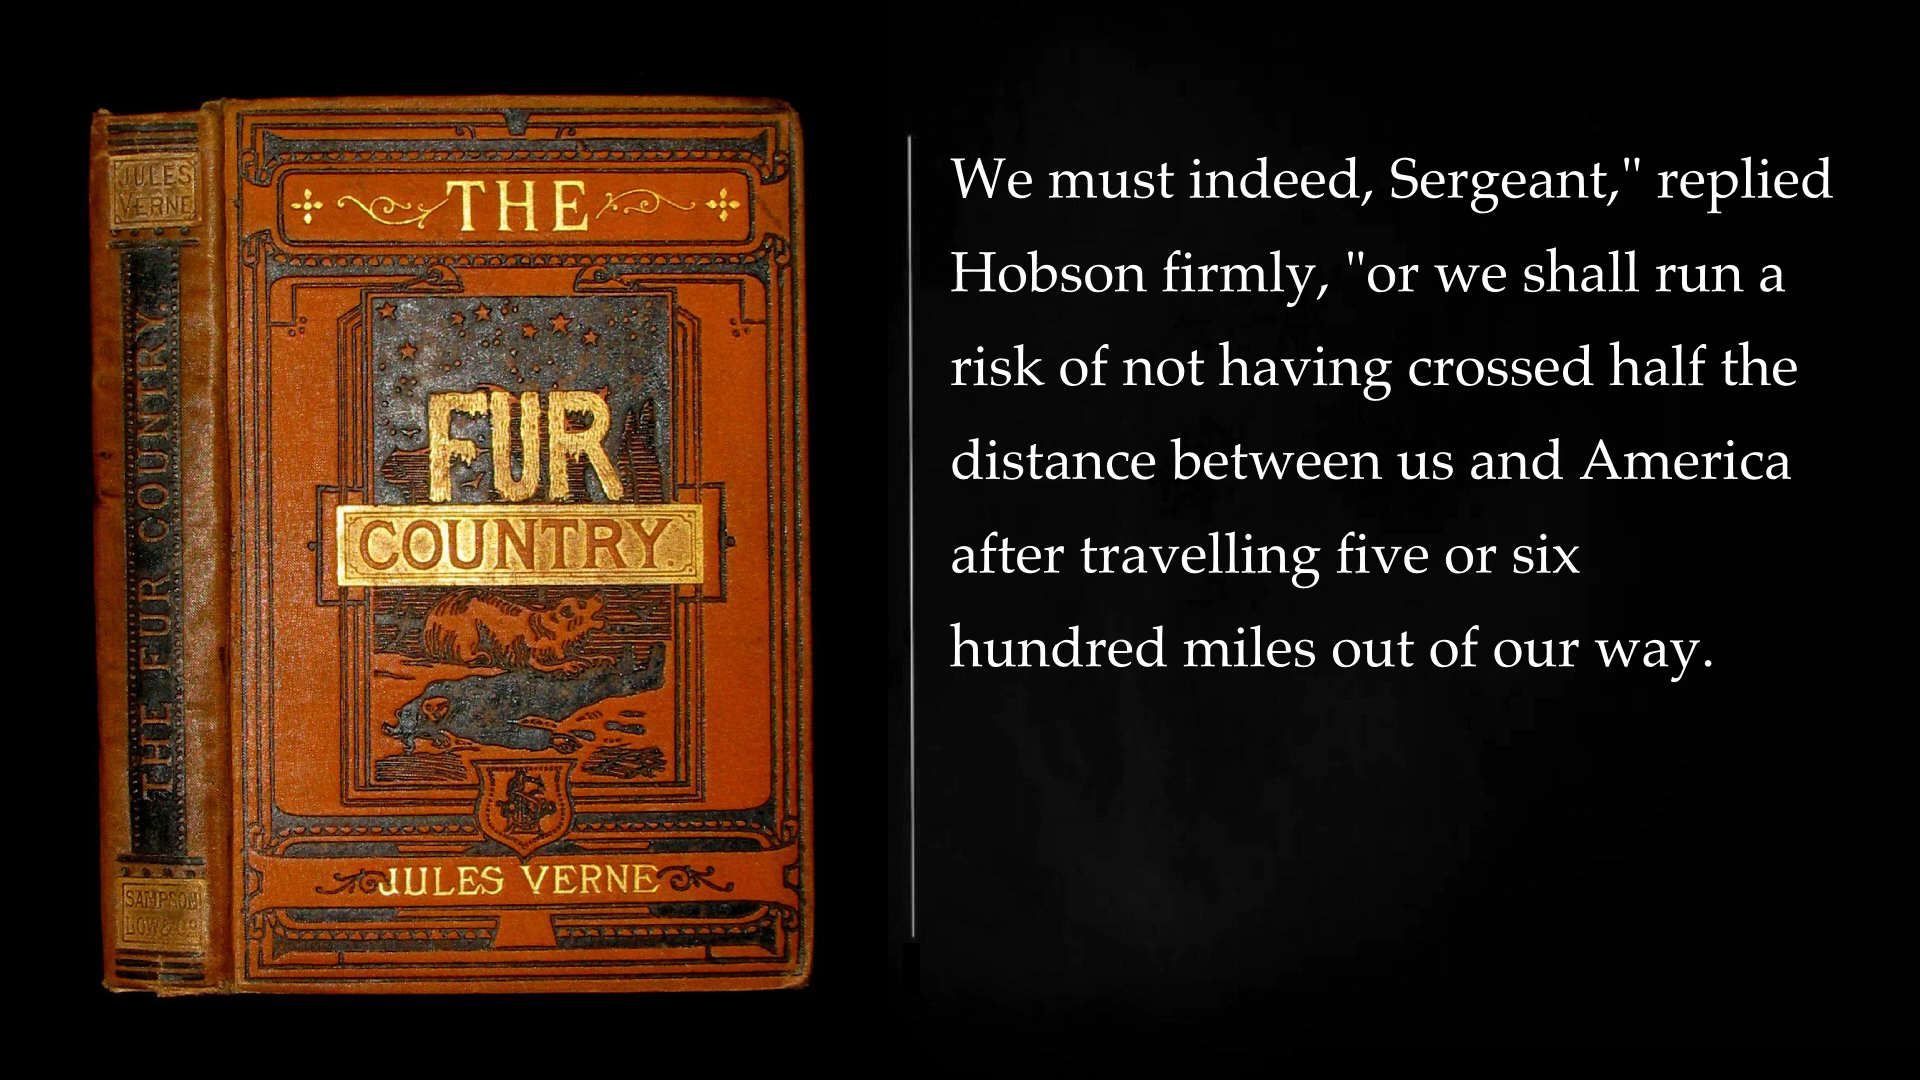 JULES
VERNE
THE FUR COUNTRY.
SAMPSON
LOW & Co
THE
FUR
COUNTRY.
JULES VERNE
We must indeed, Sergeant," replied
Hobson firmly, "or we shall run a
risk of not having crossed half the
distance between us and America
after travelling five or six
hundred miles out of our way.